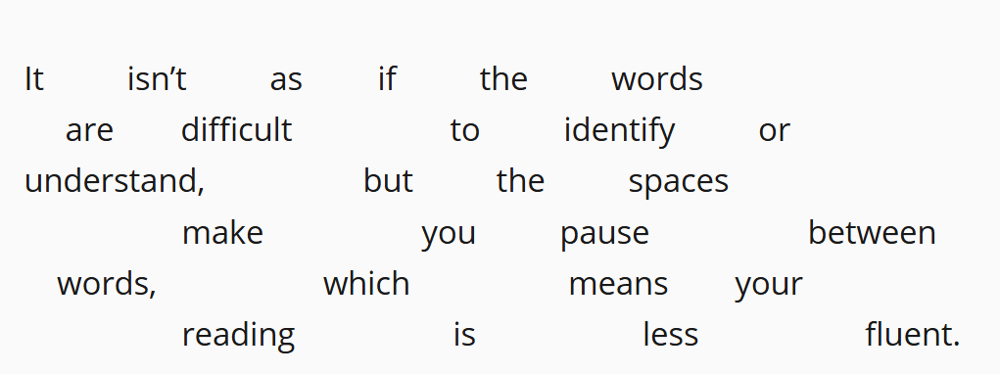 It isn’t as if the words
are difficult to identify or
understand, but the spaces
make you pause between
words, which means your
reading is less fluent.